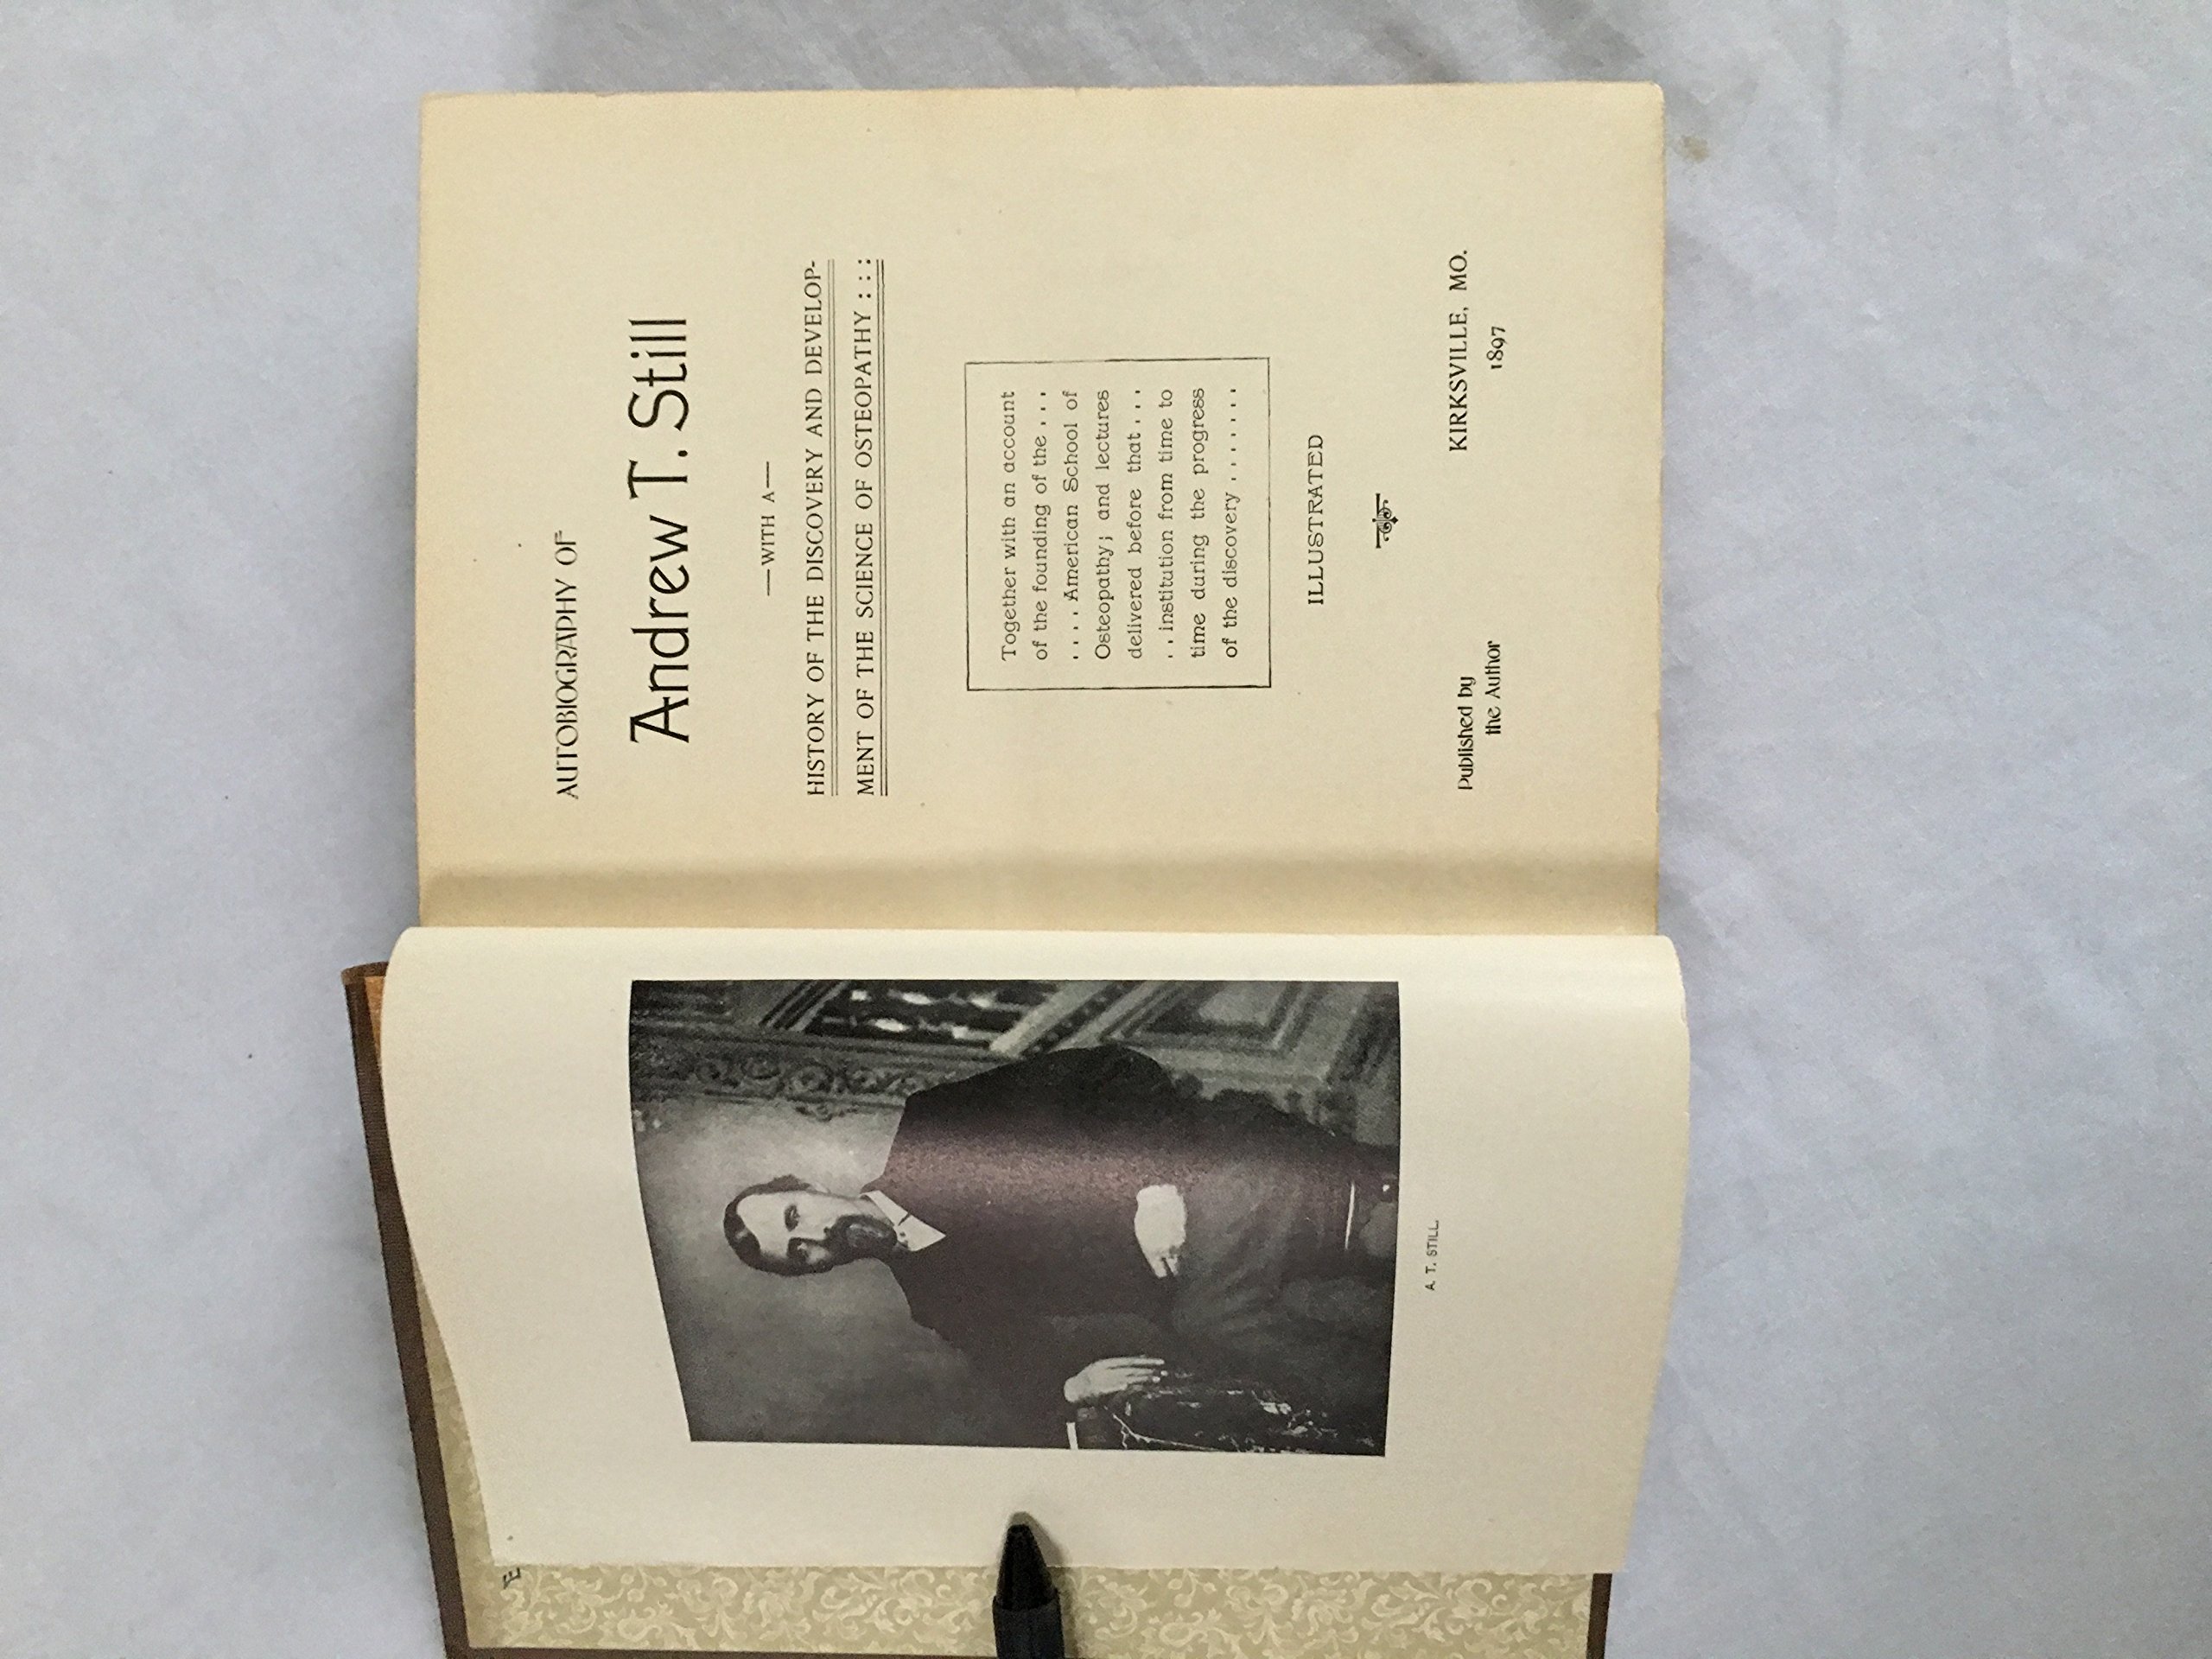 A. T. STILL.
AUTOBIOGRAPHY OF
Andrew T. Still
—WITH A—
HISTORY OF THE DISCOVERY AND DEVELOP-
MENT OF THE SCIENCE OF OSTEOPATHY : : :
Together with an account
of the founding of the . . .
. . . . American School of
Osteopathy; and lectures
delivered before that . . .
. . institution from time to
time during the progress
of the discovery . . . . . . . .
ILLUSTRATED
Published by
the Author
KIRKSVILLE, MO.
1897